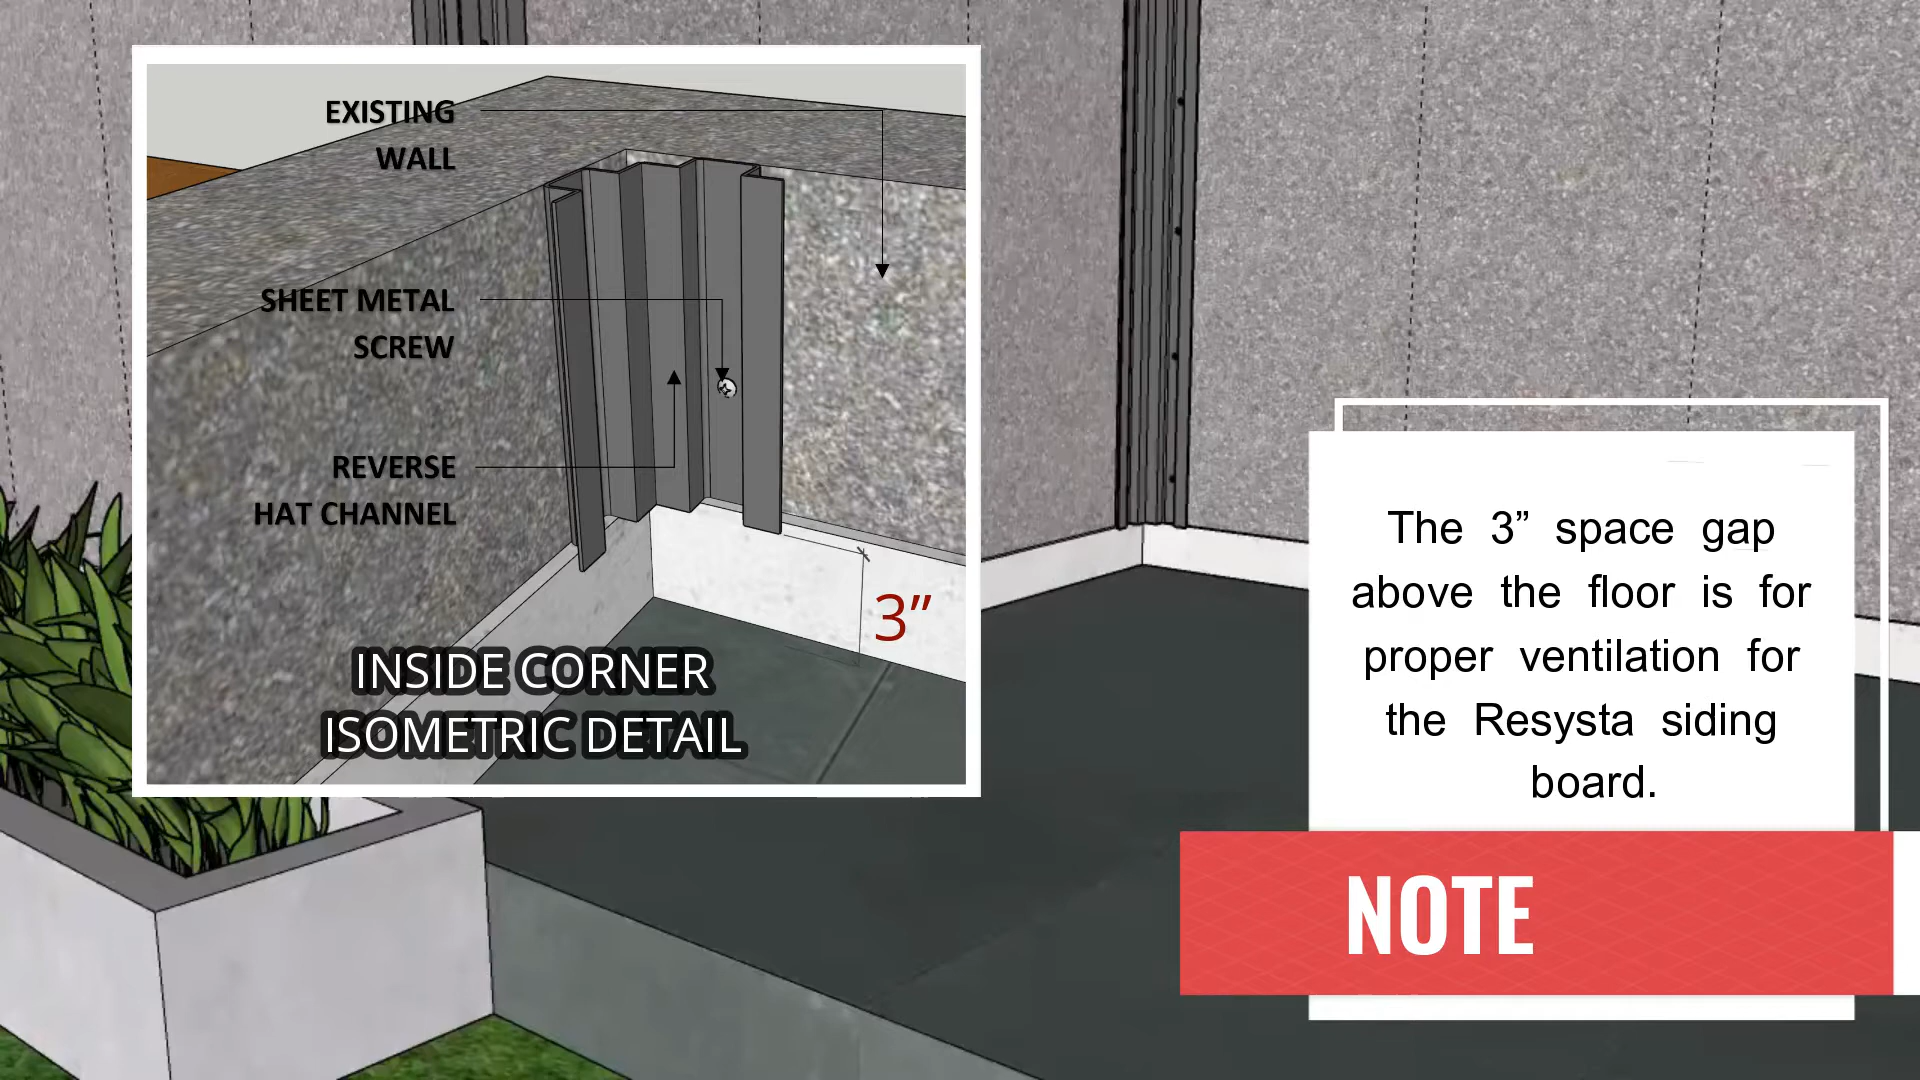 EXISTING
WALL
SHEET METAL
SCREW
REVERSE
HAT CHANNEL
3”
INSIDE CORNER
ISOMETRIC DETAIL
The 3” space gap
above the floor is for
proper ventilation for
the Resysta siding
board.
NOTE